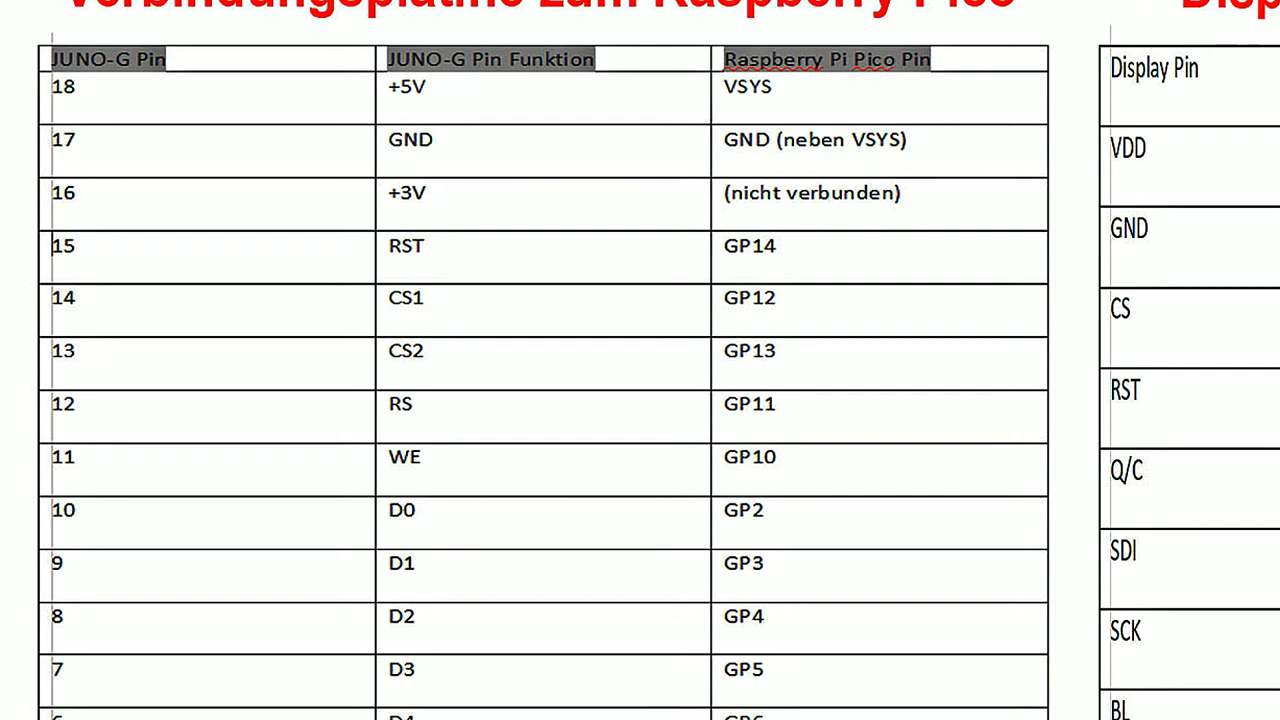 Verbindungsplatine zum Raspberry Pico
JUNO-G Pin JUNO-G Pin Funktion Raspberry Pi Pico Pin
18 +5V VSYS
17 GND GND (neben VSYS)
16 +3V (nicht verbunden)
15 RST GP14
14 CS1 GP12
13 CS2 GP13
12 RS GP11
11 WE GP10
10 D0 GP2
9 D1 GP3
8 D2 GP4
7 D3 GP5
D4 GP6
Disp
Display Pin
VDD
GND
CS
RST
Q/C
SDI
SCK
BL